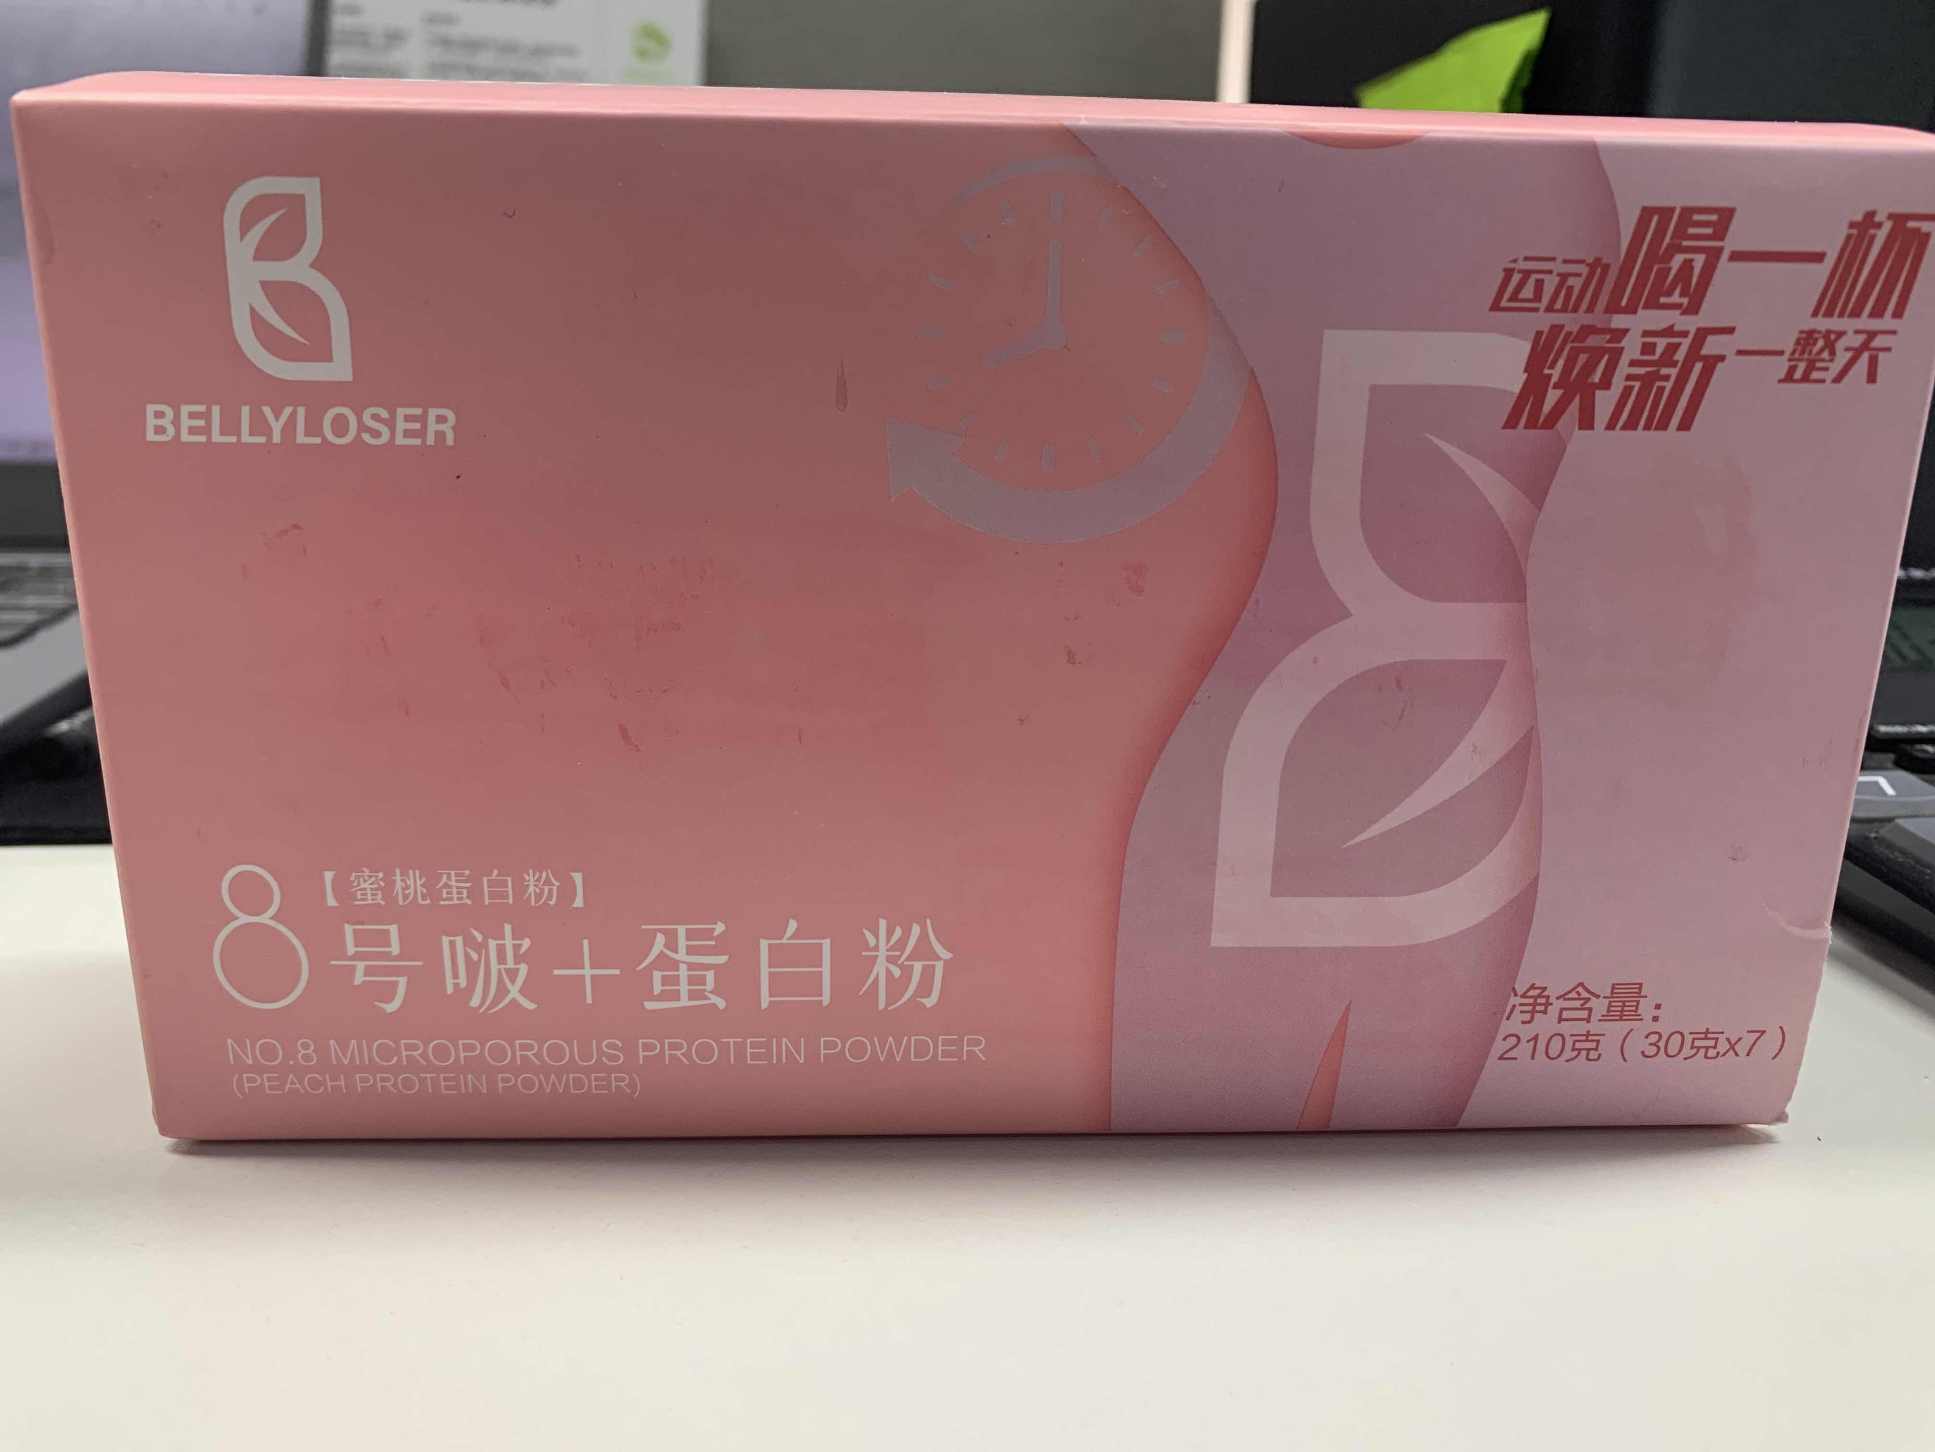 BELLYLOSER
运动喝一杯
焕新一整天
【蜜桃蛋白粉】
8号啵+蛋白粉
NO.8 MICROPOROUS PROTEIN POWDER
(PEACH PROTEIN POWDER)
净含量:
210克（30克x7）